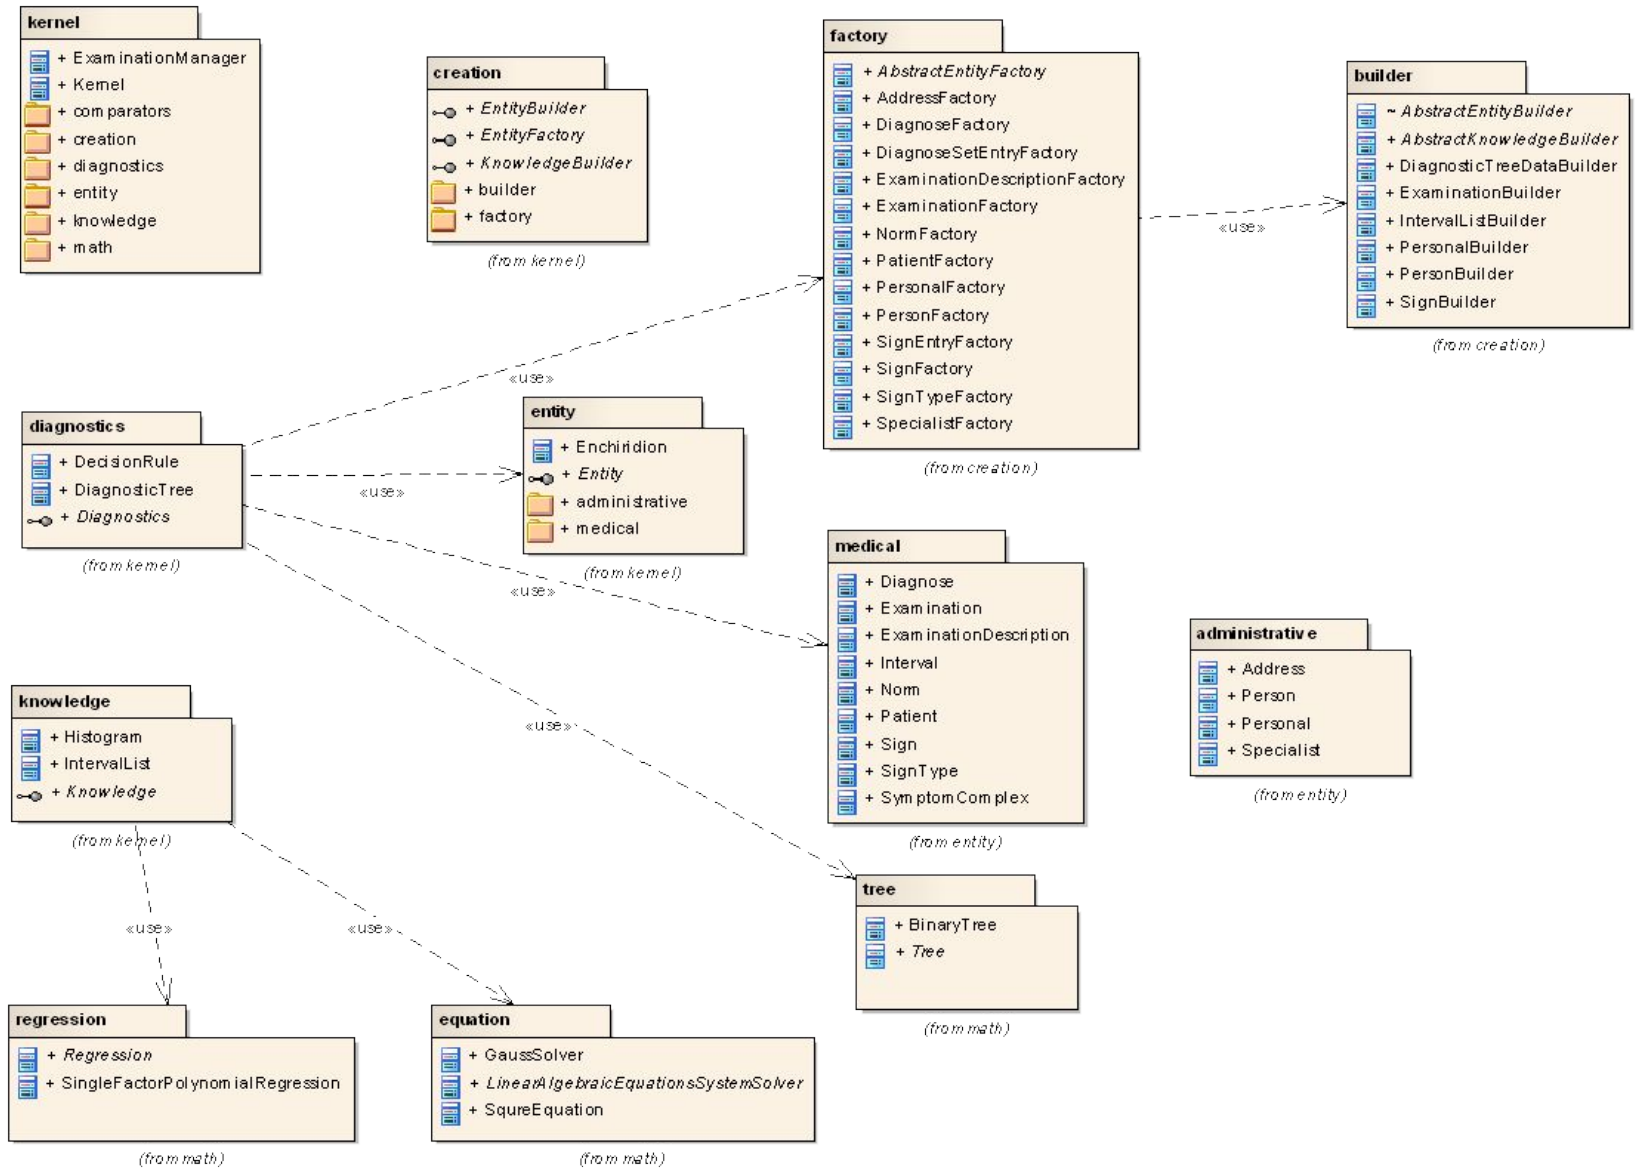 kernel
+ ExaminationManager
+ Kernel
+ comparators
+ creation
+ diagnostics
+ entity
+ knowledge
+ math
creation
+ EntityBuilder
+ EntityFactory
+ KnowledgeBuilder
+ builder
+ factory
(from kernel)
factory
+ AbstractEntityFactory
+ AddressFactory
+ DiagnoseFactory
+ DiagnoseSetEntryFactory
+ ExaminationDescriptionFactory
+ ExaminationFactory
+ NormFactory
+ PatientFactory
+ PersonalFactory
+ PersonFactory
+ SignEntryFactory
+ SignFactory
+ SignTypeFactory
+ SpecialistFactory
(from creation)
«use»
builder
~ AbstractEntityBuilder
+ AbstractKnowledgeBuilder
+ DiagnosticTreeDataBuilder
+ ExaminationBuilder
+ IntervalListBuilder
+ PersonalBuilder
+ PersonBuilder
+ SignBuilder
(from creation)
«use»
diagnostics
+ DecisionRule
+ DiagnosticTree
+ Diagnostics
(from kernel)
«use»
entity
+ Enchiridion
+ Entity
+ administrative
+ medical
(from kernel)
«use»
medical
+ Diagnose
+ Examination
+ ExaminationDescription
+ Interval
+ Norm
+ Patient
+ Sign
+ SignType
+ SymptomComplex
(from entity)
administrative
+ Address
+ Person
+ Personal
+ Specialist
(from entity)
«use»
knowledge
+ Histogram
+ IntervalList
+ Knowledge
(from kernel)
tree
+ BinaryTree
+ Tree
(from math)
«use»
«use»
regression
+ Regression
+ SingleFactorPolynomialRegression
(from math)
equation
+ GaussSolver
+ LinearAlgebraicEquationsSystemSolver
+ SqureEquation
(from math)